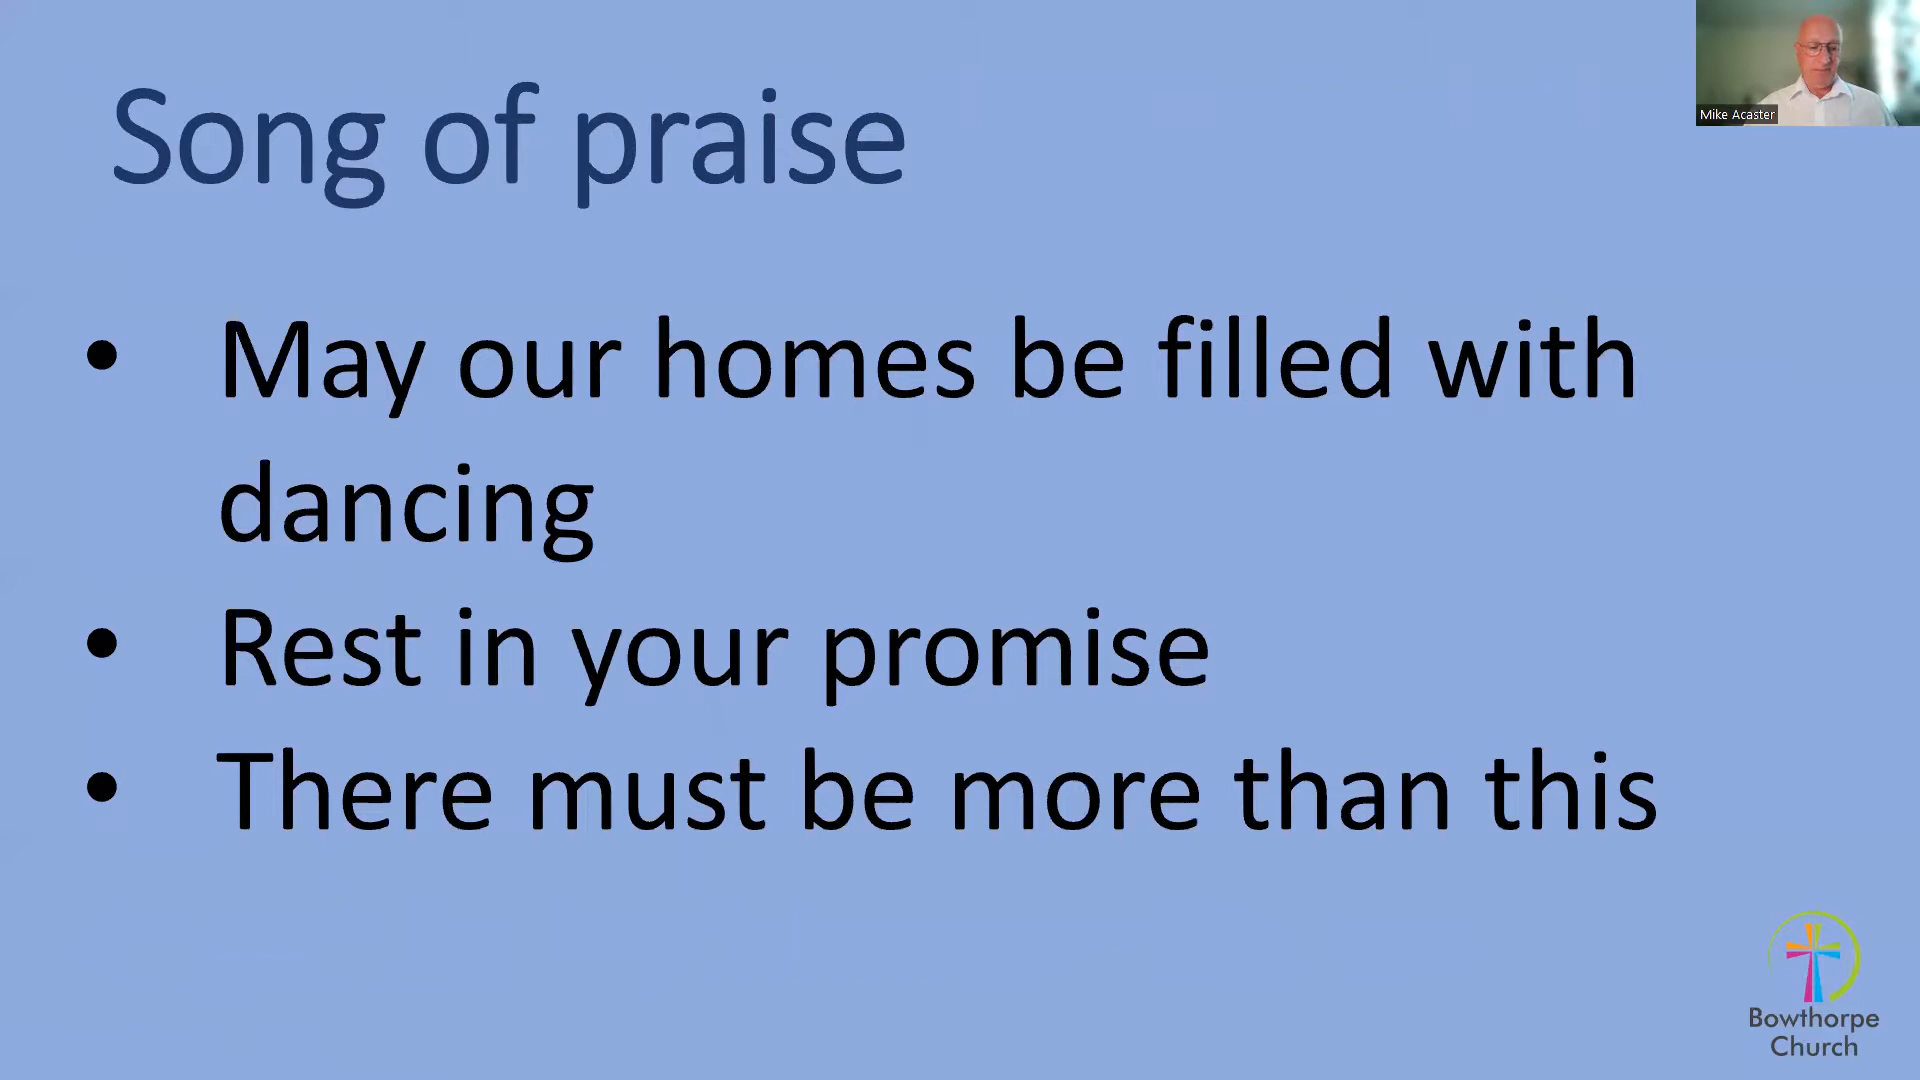 Song of praise
Mike Acaster
• May our homes be filled with
dancing
• Rest in your promise
• There must be more than this
Bowthorpe
Church